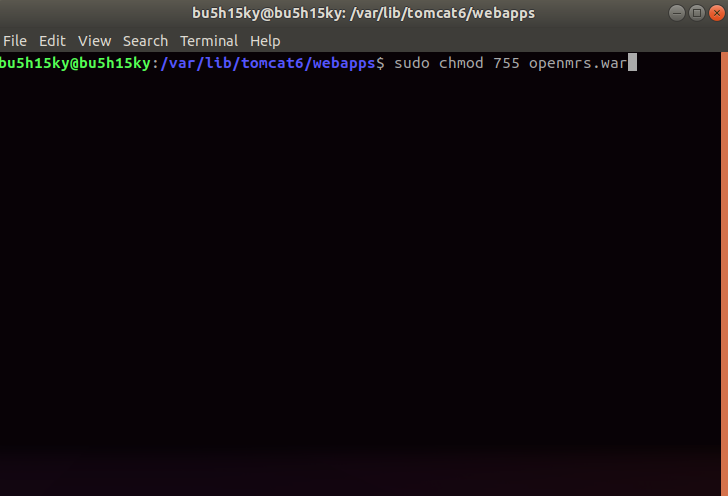 bu5h15ky@bu5h15ky: /var/lib/tomcat6/webapps
File Edit View Search Terminal Help
bu5h15ky@bu5h15ky:/var/lib/tomcat6/webapps$ sudo chmod 755 openmrs.war